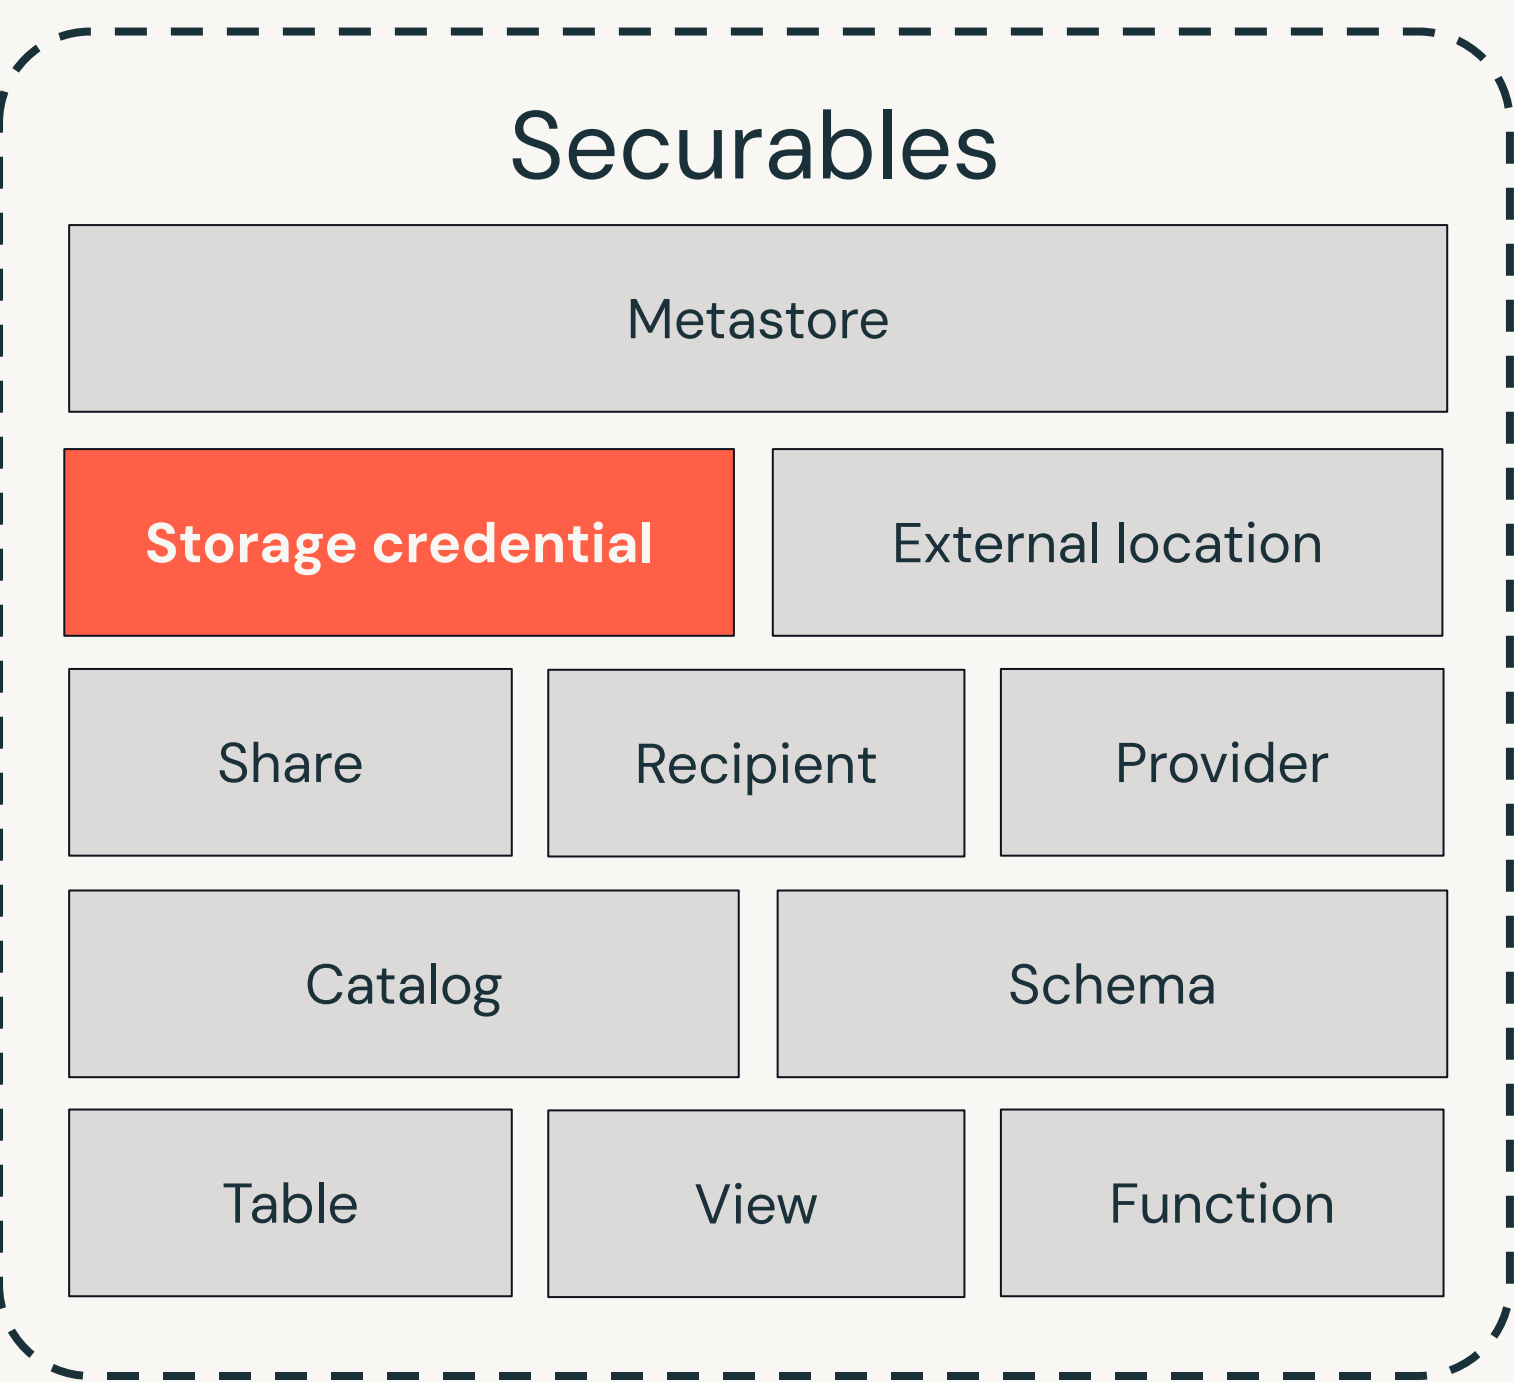 Securables
Metastore
Storage credential
External location
Share
Recipient
Provider
Catalog
Schema
Table
View
Function